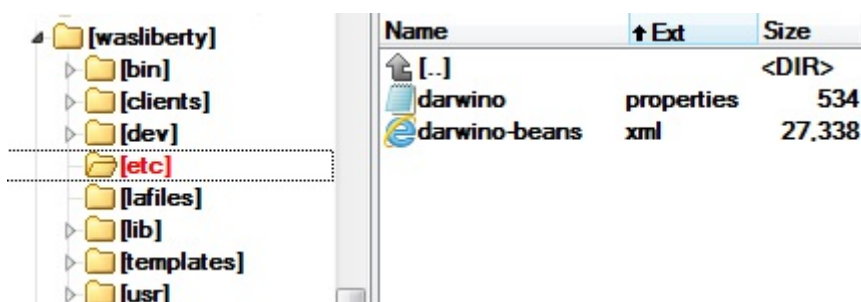 [wasliberty]
[bin]
[clients]
[dev]
[etc]
[lafiles]
[lib]
[templates]
[usr]
Name Ext Size
[..] <DIR>
darwino properties 534
darwino-beans xml 27,338